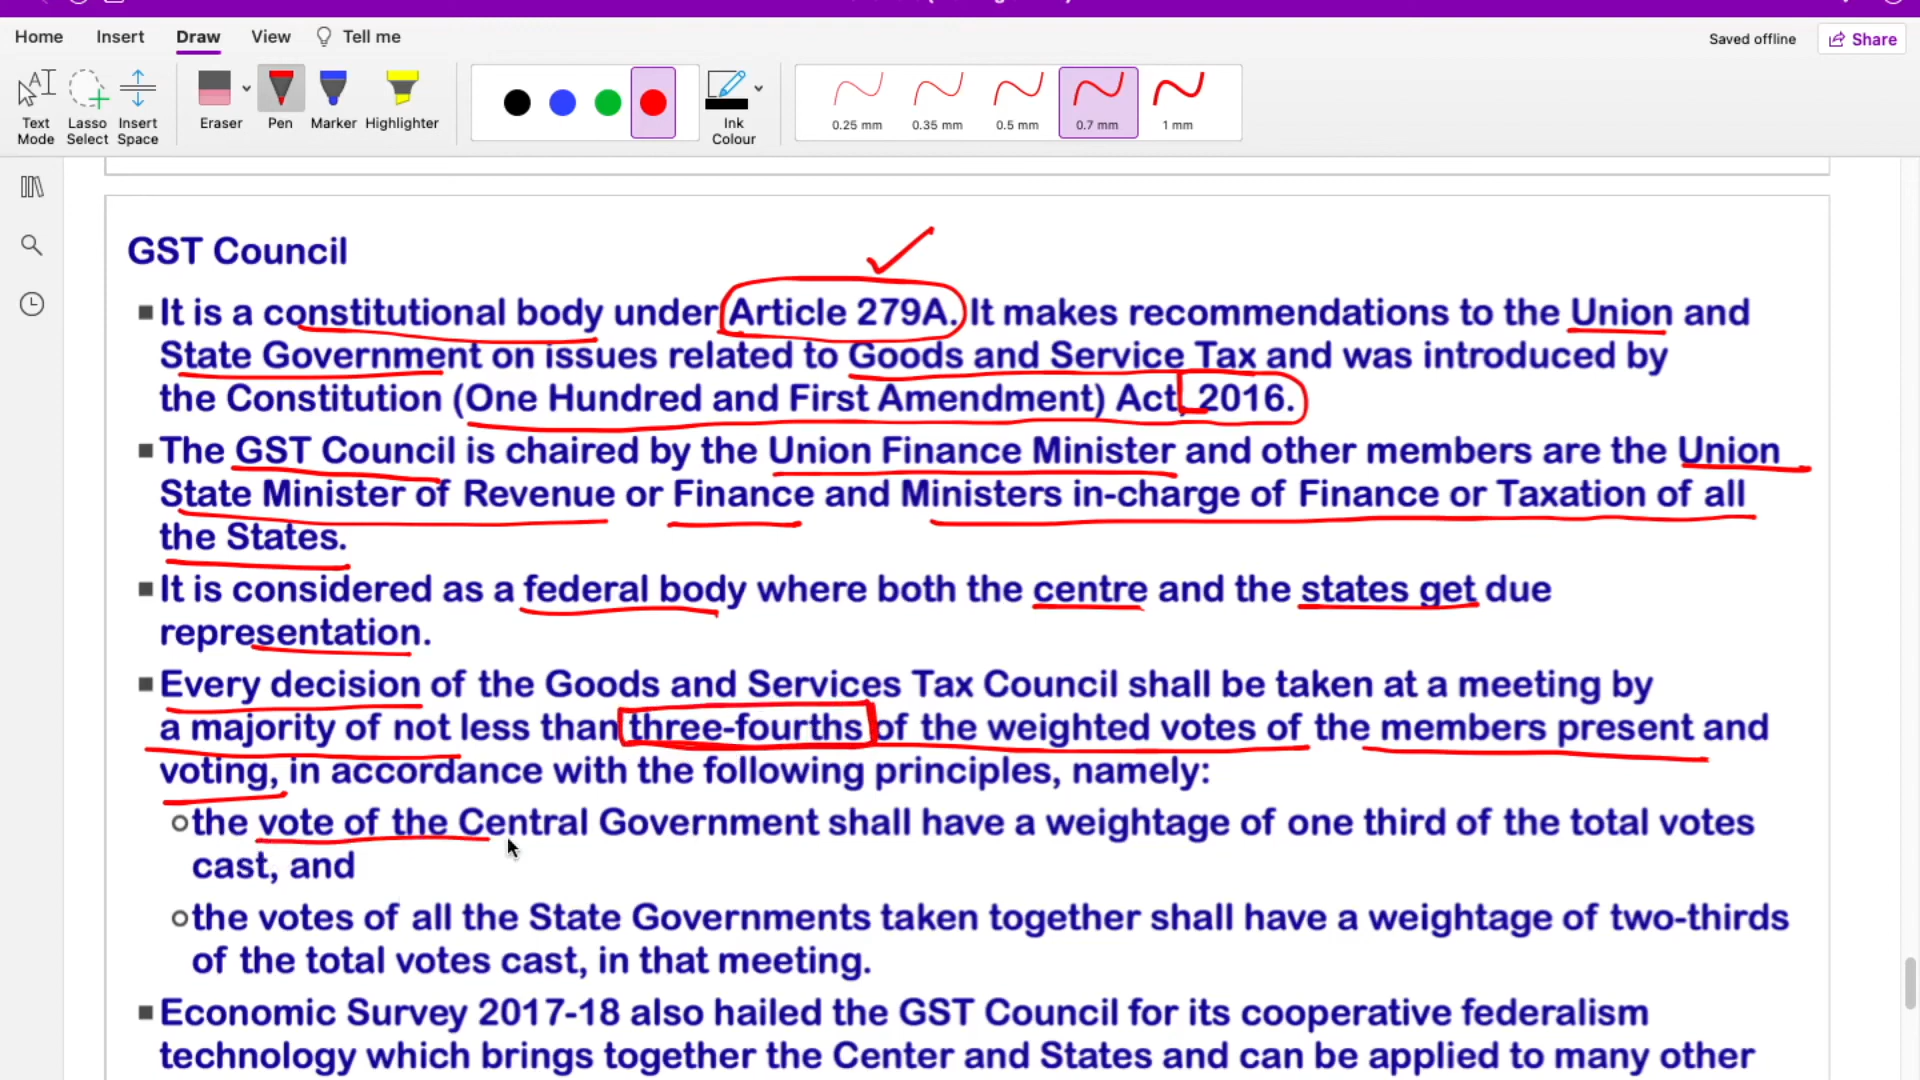 Home Insert Draw View Tell me
Saved offline Share
Text Mode
Lasso Select
Insert Space
Eraser Pen Marker Highlighter
Ink Colour
0.25 mm 0.35 mm 0.5 mm 0.7 mm 1 mm
GST Council
It is a constitutional body under Article 279A. It makes recommendations to the Union and
State Government on issues related to Goods and Service Tax and was introduced by
the Constitution (One Hundred and First Amendment) Act, 2016.
The GST Council is chaired by the Union Finance Minister and other members are the Union
State Minister of Revenue or Finance and Ministers in-charge of Finance or Taxation of all
the States.
It is considered as a federal body where both the centre and the states get due
representation.
Every decision of the Goods and Services Tax Council shall be taken at a meeting by
a majority of not less than three-fourths of the weighted votes of the members present and
voting, in accordance with the following principles, namely:
the vote of the Central Government shall have a weightage of one third of the total votes
cast, and
the votes of all the State Governments taken together shall have a weightage of two-thirds
of the total votes cast, in that meeting.
Economic Survey 2017-18 also hailed the GST Council for its cooperative federalism
technology which brings together the Center and States and can be applied to many other